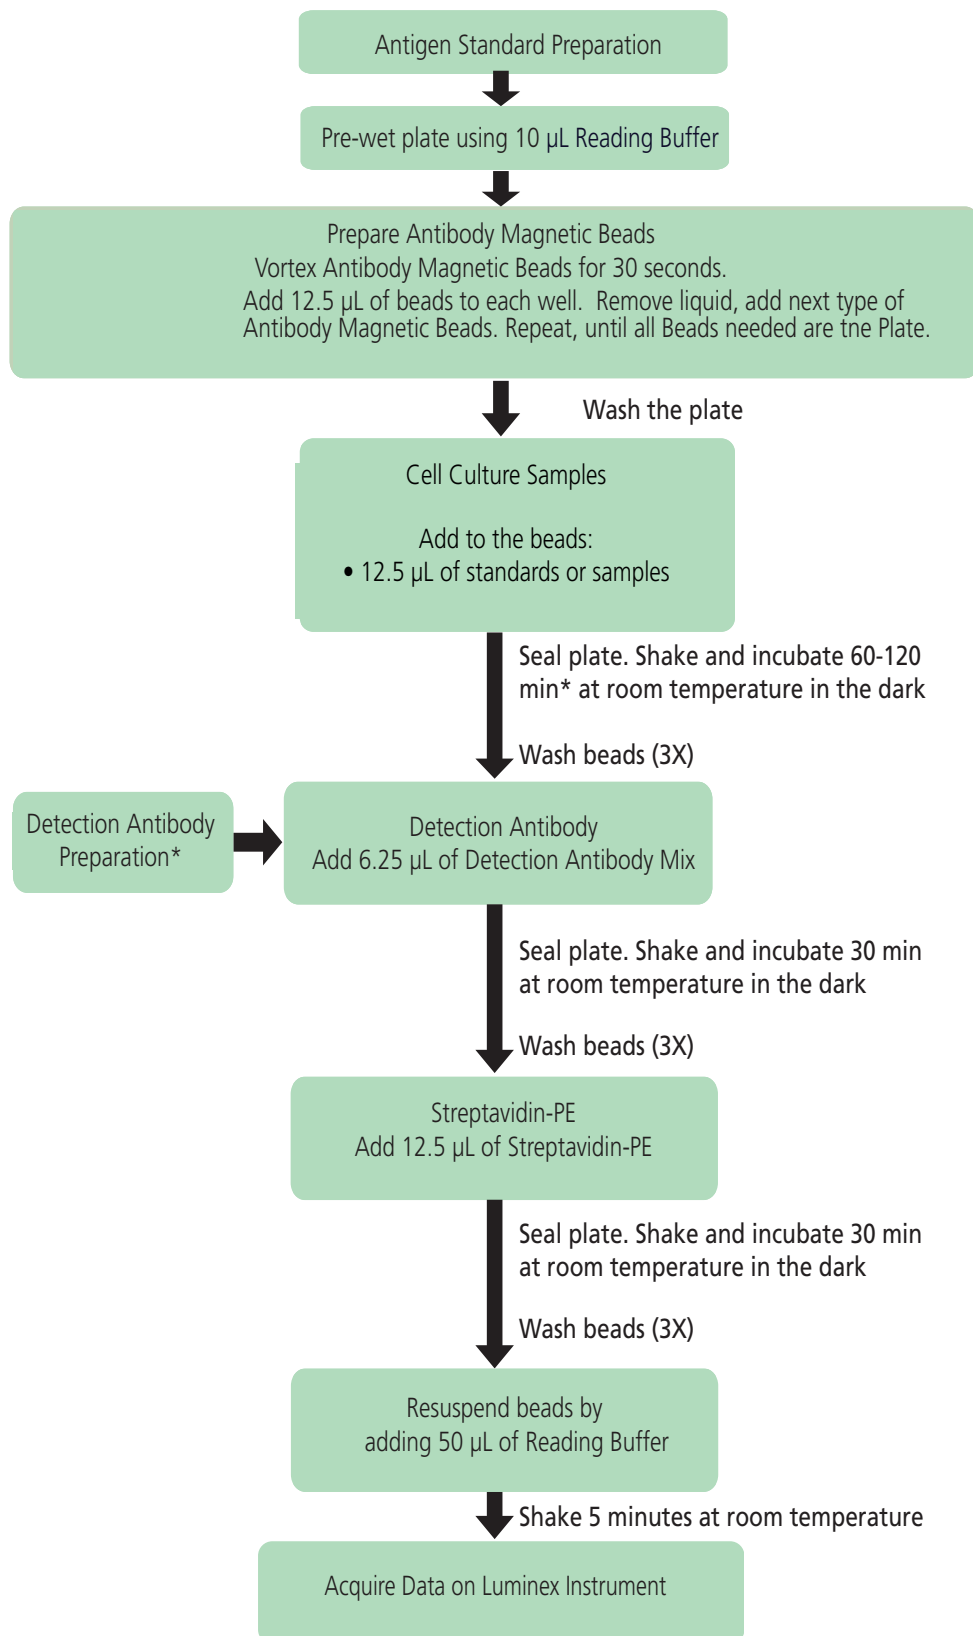 Antigen Standard Preparation
Pre-wet plate using 10 µL Reading Buffer
Prepare Antibody Magnetic Beads
Vortex Antibody Magnetic Beads for 30 seconds.
Add 12.5 µL of beads to each well.  Remove liquid, add next type of
Antibody Magnetic Beads. Repeat, until all Beads needed are tne Plate.
Wash the plate
Cell Culture Samples
Add to the beads:
• 12.5 µL of standards or samples
Seal plate. Shake and incubate 60-120
min* at room temperature in the dark
Wash beads (3X)
Detection Antibody
Preparation*
Detection Antibody
Add 6.25 µL of Detection Antibody Mix
Seal plate. Shake and incubate 30 min
at room temperature in the dark
Wash beads (3X)
Streptavidin-PE
Add 12.5 µL of Streptavidin-PE
Seal plate. Shake and incubate 30 min
at room temperature in the dark
Wash beads (3X)
Resuspend beads by
adding 50 µL of Reading Buffer
Shake 5 minutes at room temperature
Acquire Data on Luminex Instrument